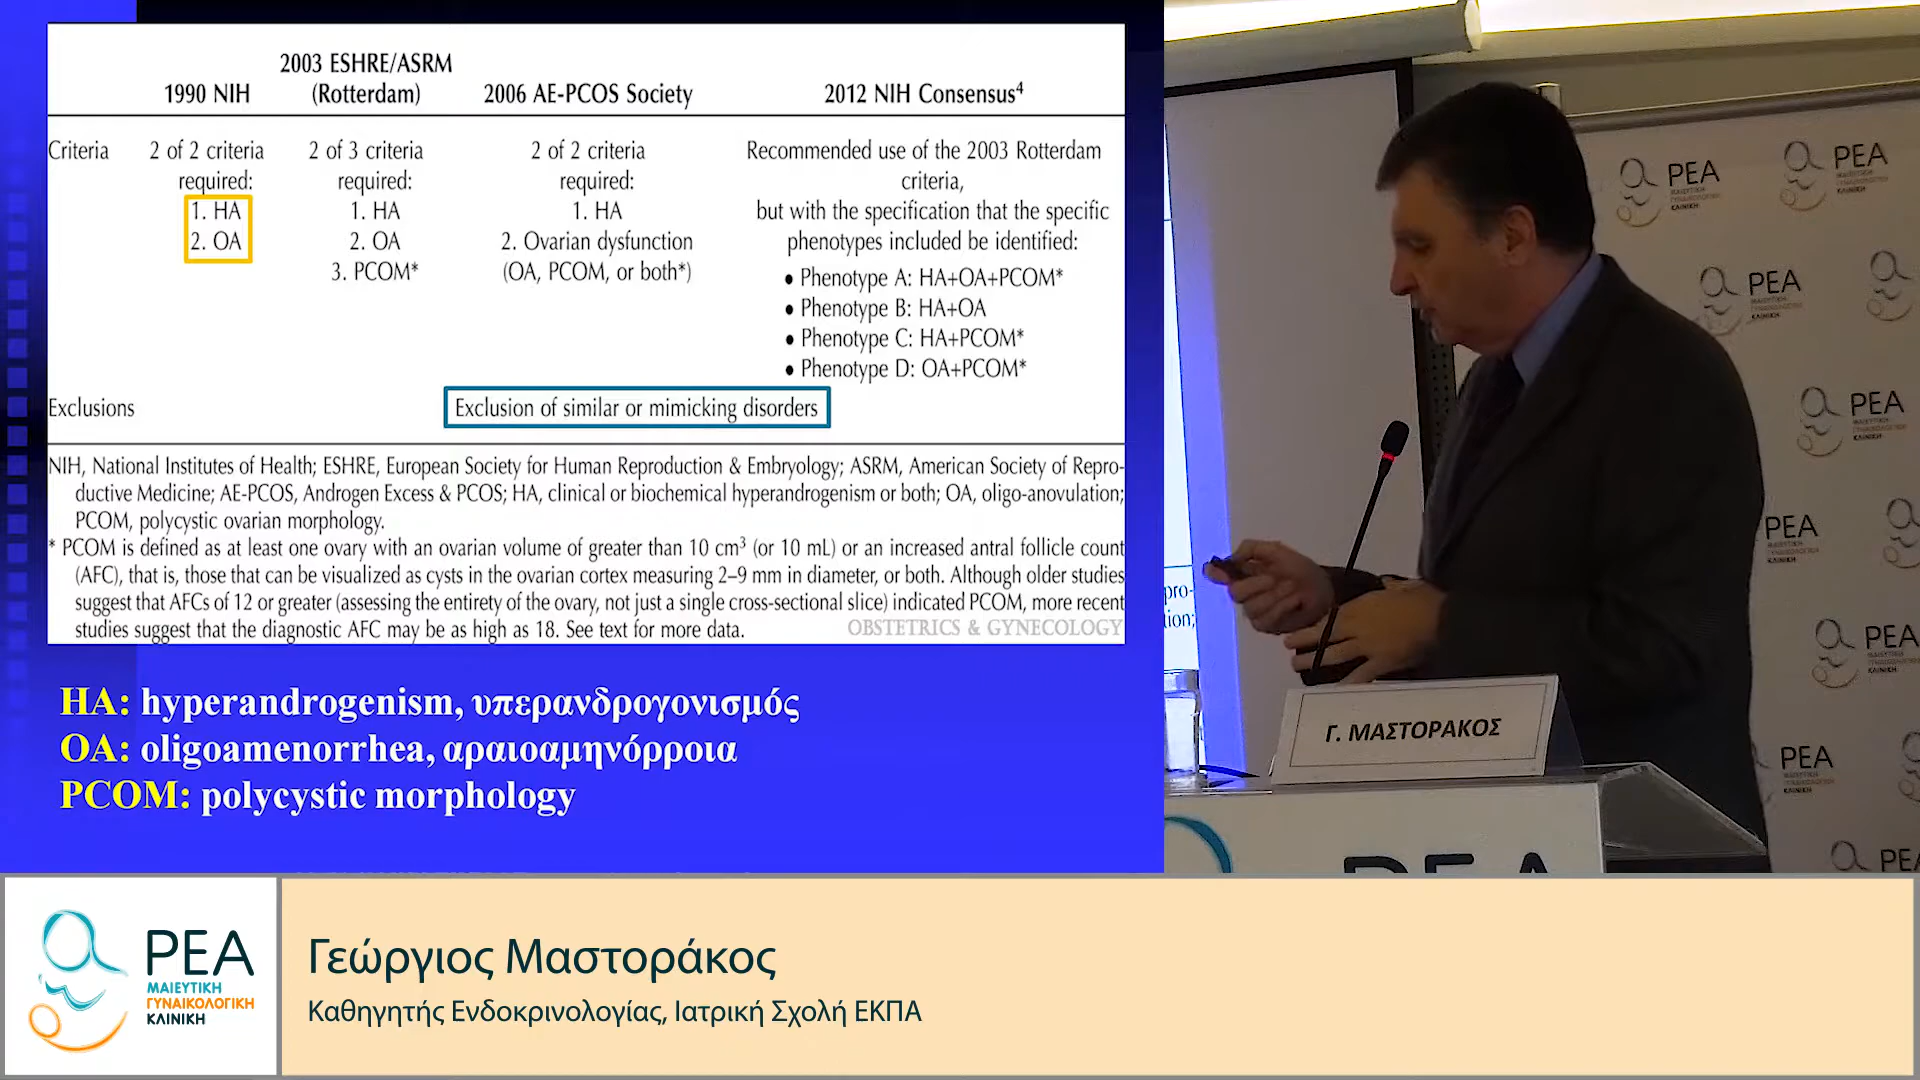 1990 NIH
2003 ESHRE/ASRM
(Rotterdam)
2006 AE-PCOS Society
2012 NIH Consensus4
Criteria
2 of 2 criteria
required:
1. HA
2. OA
2 of 3 criteria
required:
1. HA
2. OA
3. PCOM*
2 of 2 criteria
required:
1. HA
2. Ovarian dysfunction
(OA, PCOM, or both*)
Recommended use of the 2003 Rotterdam
criteria,
but with the specification that the specific
phenotypes included be identified:
• Phenotype A: HA+OA+PCOM*
• Phenotype B: HA+OA
• Phenotype C: HA+PCOM*
• Phenotype D: OA+PCOM*
Exclusions
Exclusion of similar or mimicking disorders
NIH, National Institutes of Health; ESHRE, European Society for Human Reproduction & Embryology; ASRM, American Society of Repro-
ductive Medicine; AE-PCOS, Androgen Excess & PCOS; HA, clinical or biochemical hyperandrogenism or both; OA, oligo-anovulation;
PCOM, polycystic ovarian morphology.
* PCOM is defined as at least one ovary with an ovarian volume of greater than 10 cm3 (or 10 mL) or an increased antral follicle count
(AFC), that is, those that can be visualized as cysts in the ovarian cortex measuring 2–9 mm in diameter, or both. Although older studies
suggest that AFCs of 12 or greater (assessing the entirety of the ovary, not just a single cross-sectional slice) indicated PCOM, more recent
studies suggest that the diagnostic AFC may be as high as 18. See text for more data.
OBSTETRICS & GYNECOLOGY
HA: hyperandrogenism, υπερανδρογονισμός
OA: oligoamenorrhea, αραιοαμηνόρροια
PCOM: polycystic morphology
ΡΕΑ
ΡΕΑ
ΡΕΑ
ΡΕΑ
ΡΕΑ
ΡΕΑ
ΡΕΑ
pro-
ion;
Γ. ΜΑΣΤΟΡΑΚΟΣ
ΡΕΑ
ΡΕΑ
ΜΑΙΕΥΤΙΚΗ
ΓΥΝΑΙΚΟΛΟΓΙΚΗ
ΚΛΙΝΙΚΗ
Γεώργιος Μαστοράκος
Καθηγητής Ενδοκρινολογίας, Ιατρική Σχολή ΕΚΠΑ